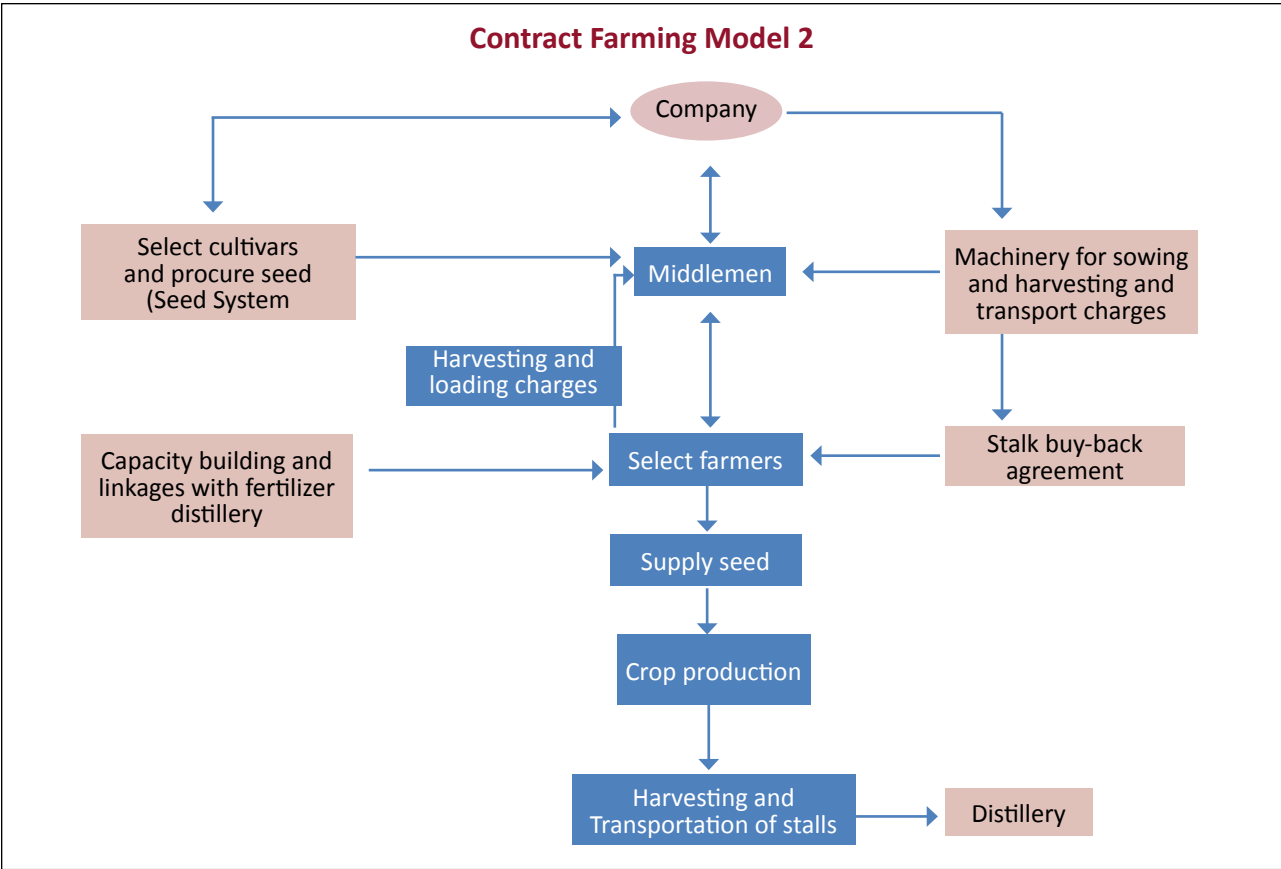 Contract Farming Model 2
Company
Select cultivars
and procure seed
(Seed System
Middlemen
Machinery for sowing
and harvesting and
transport charges
Harvesting and
loading charges
Capacity building and
linkages with fertilizer
distillery
Select farmers
Stalk buy-back
agreement
Supply seed
Crop production
Harvesting and
Transportation of stalls
Distillery